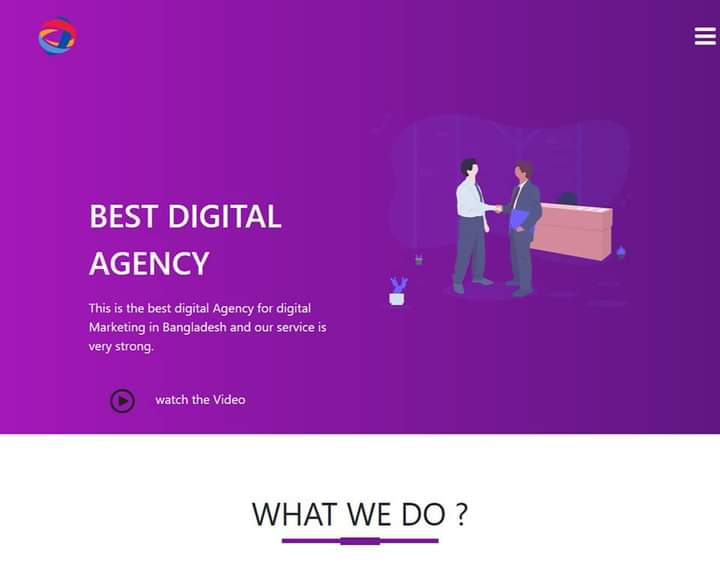 BEST DIGITAL
AGENCY
This is the best digital Agency for digital
Marketing in Bangladesh and our service is
very strong.
watch the Video
WHAT WE DO ?